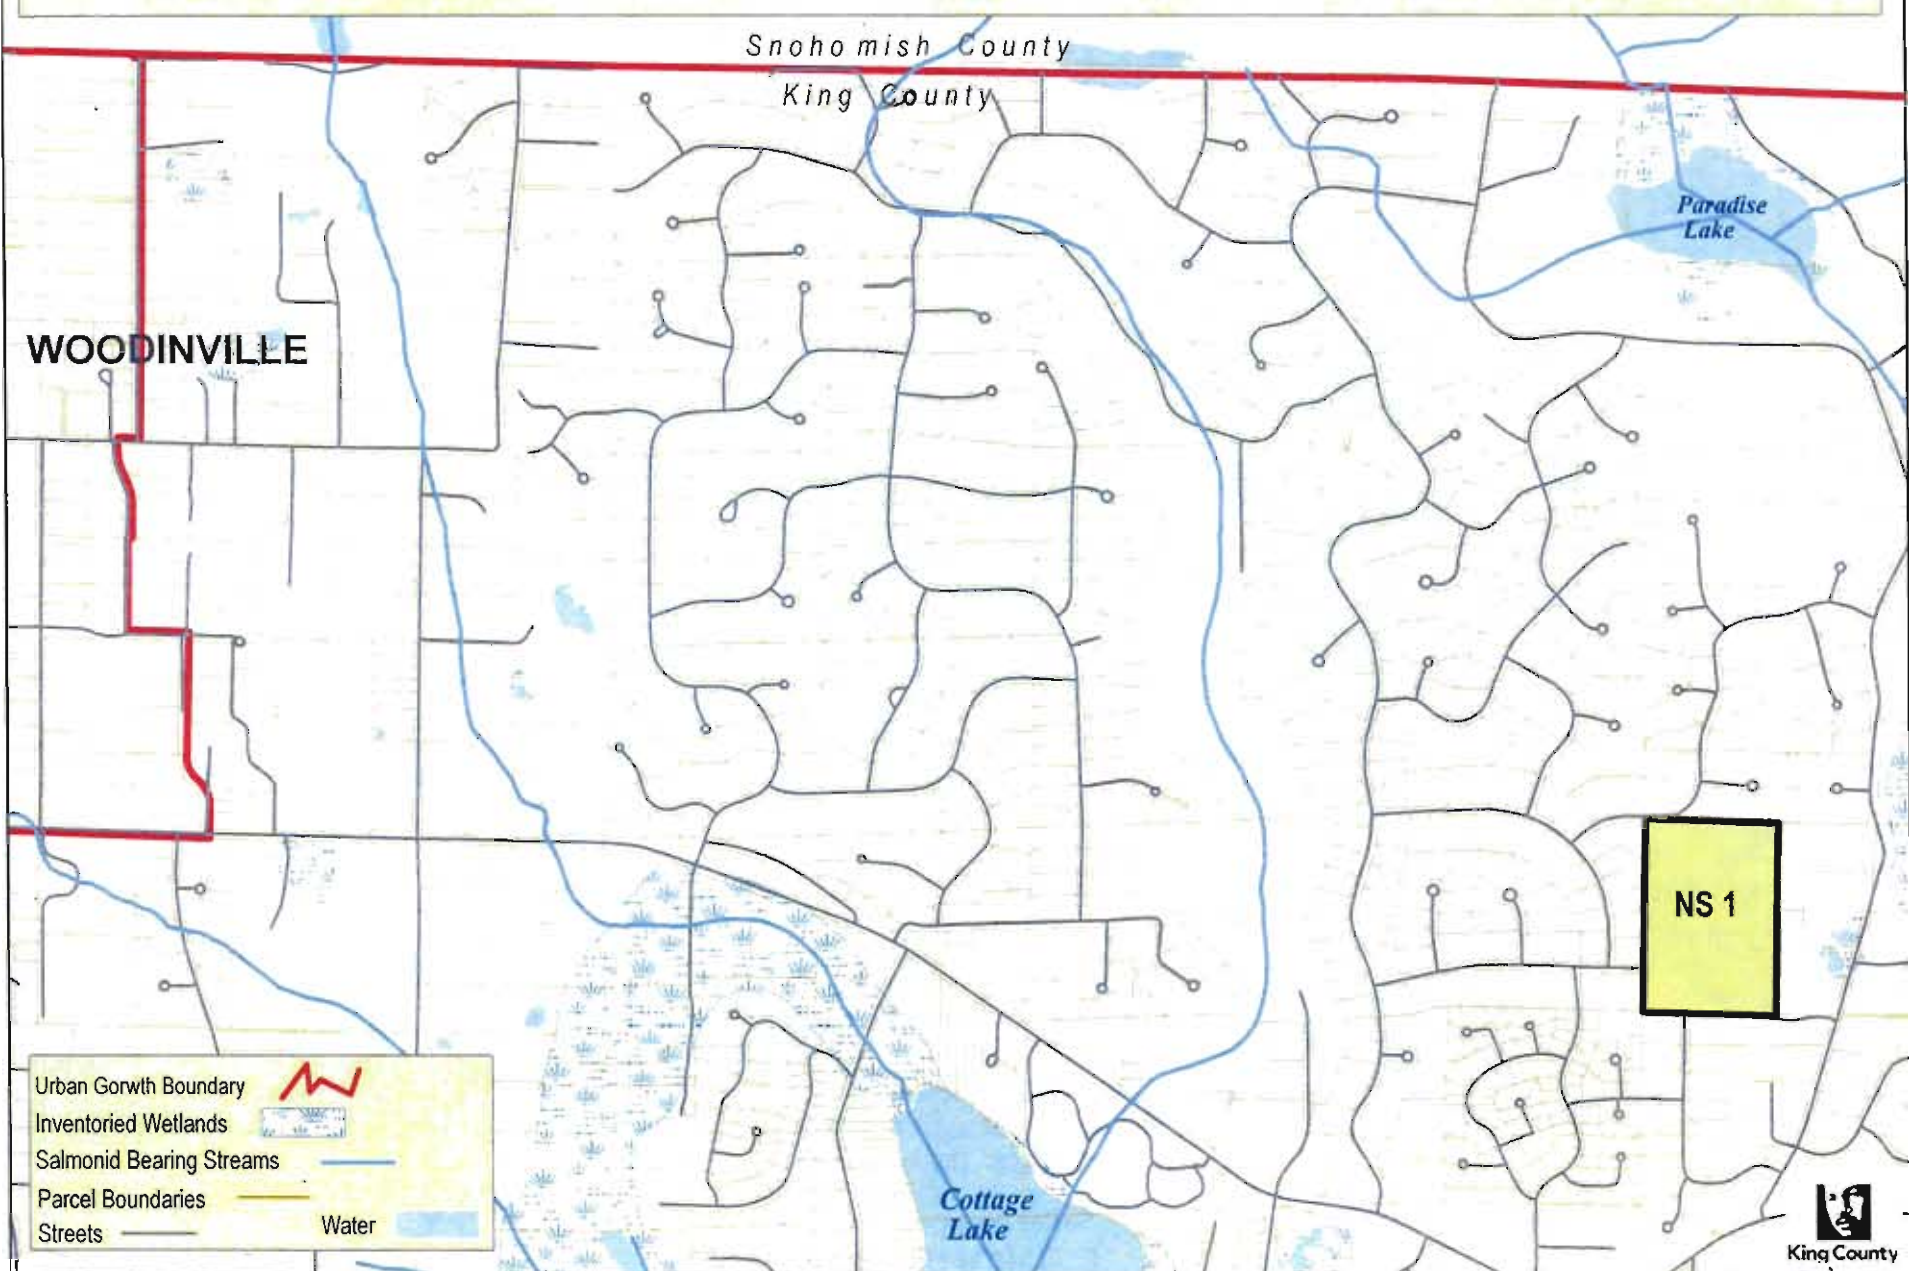 Snohomish County
King County
Paradise
Lake
WOODINVILLE
NS 1
Urban Gorwth Boundary
Inventoried Wetlands
Salmonid Bearing Streams
Parcel Boundaries
Streets
Water
Cottage
Lake
King County